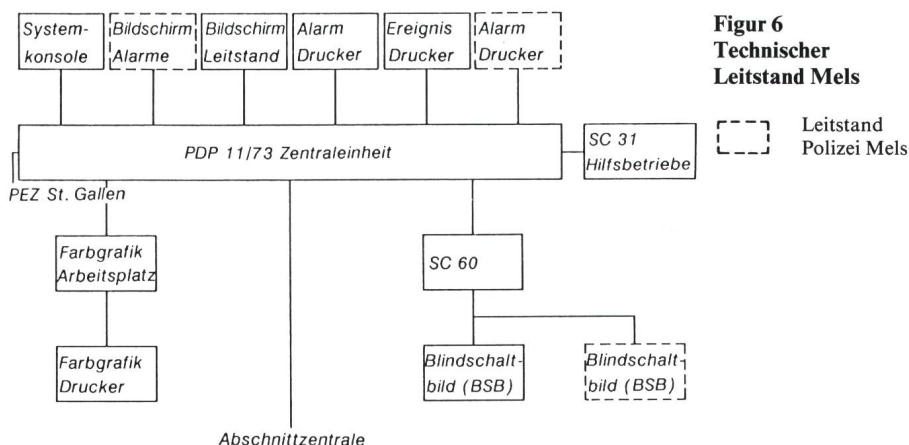 System-
konsole
Bildschirm
Alarme
Bildschirm
Leitstand
Alarm
Drucker
Ereignis
Drucker
Alarm
Drucker
Figur 6
Technischer
Leitstand Mels
Leitstand
Polizei Mels
PDP 11/73 Zentraleinheit
SC 31
Hilfsbetriebe
PEZ St. Gallen
Farbgrafik
Arbeitsplatz
SC 60
Farbgrafik
Drucker
Blindschalt-
bild (BSB)
Blindschalt-
bild (BSB)
Abschnittzentrale